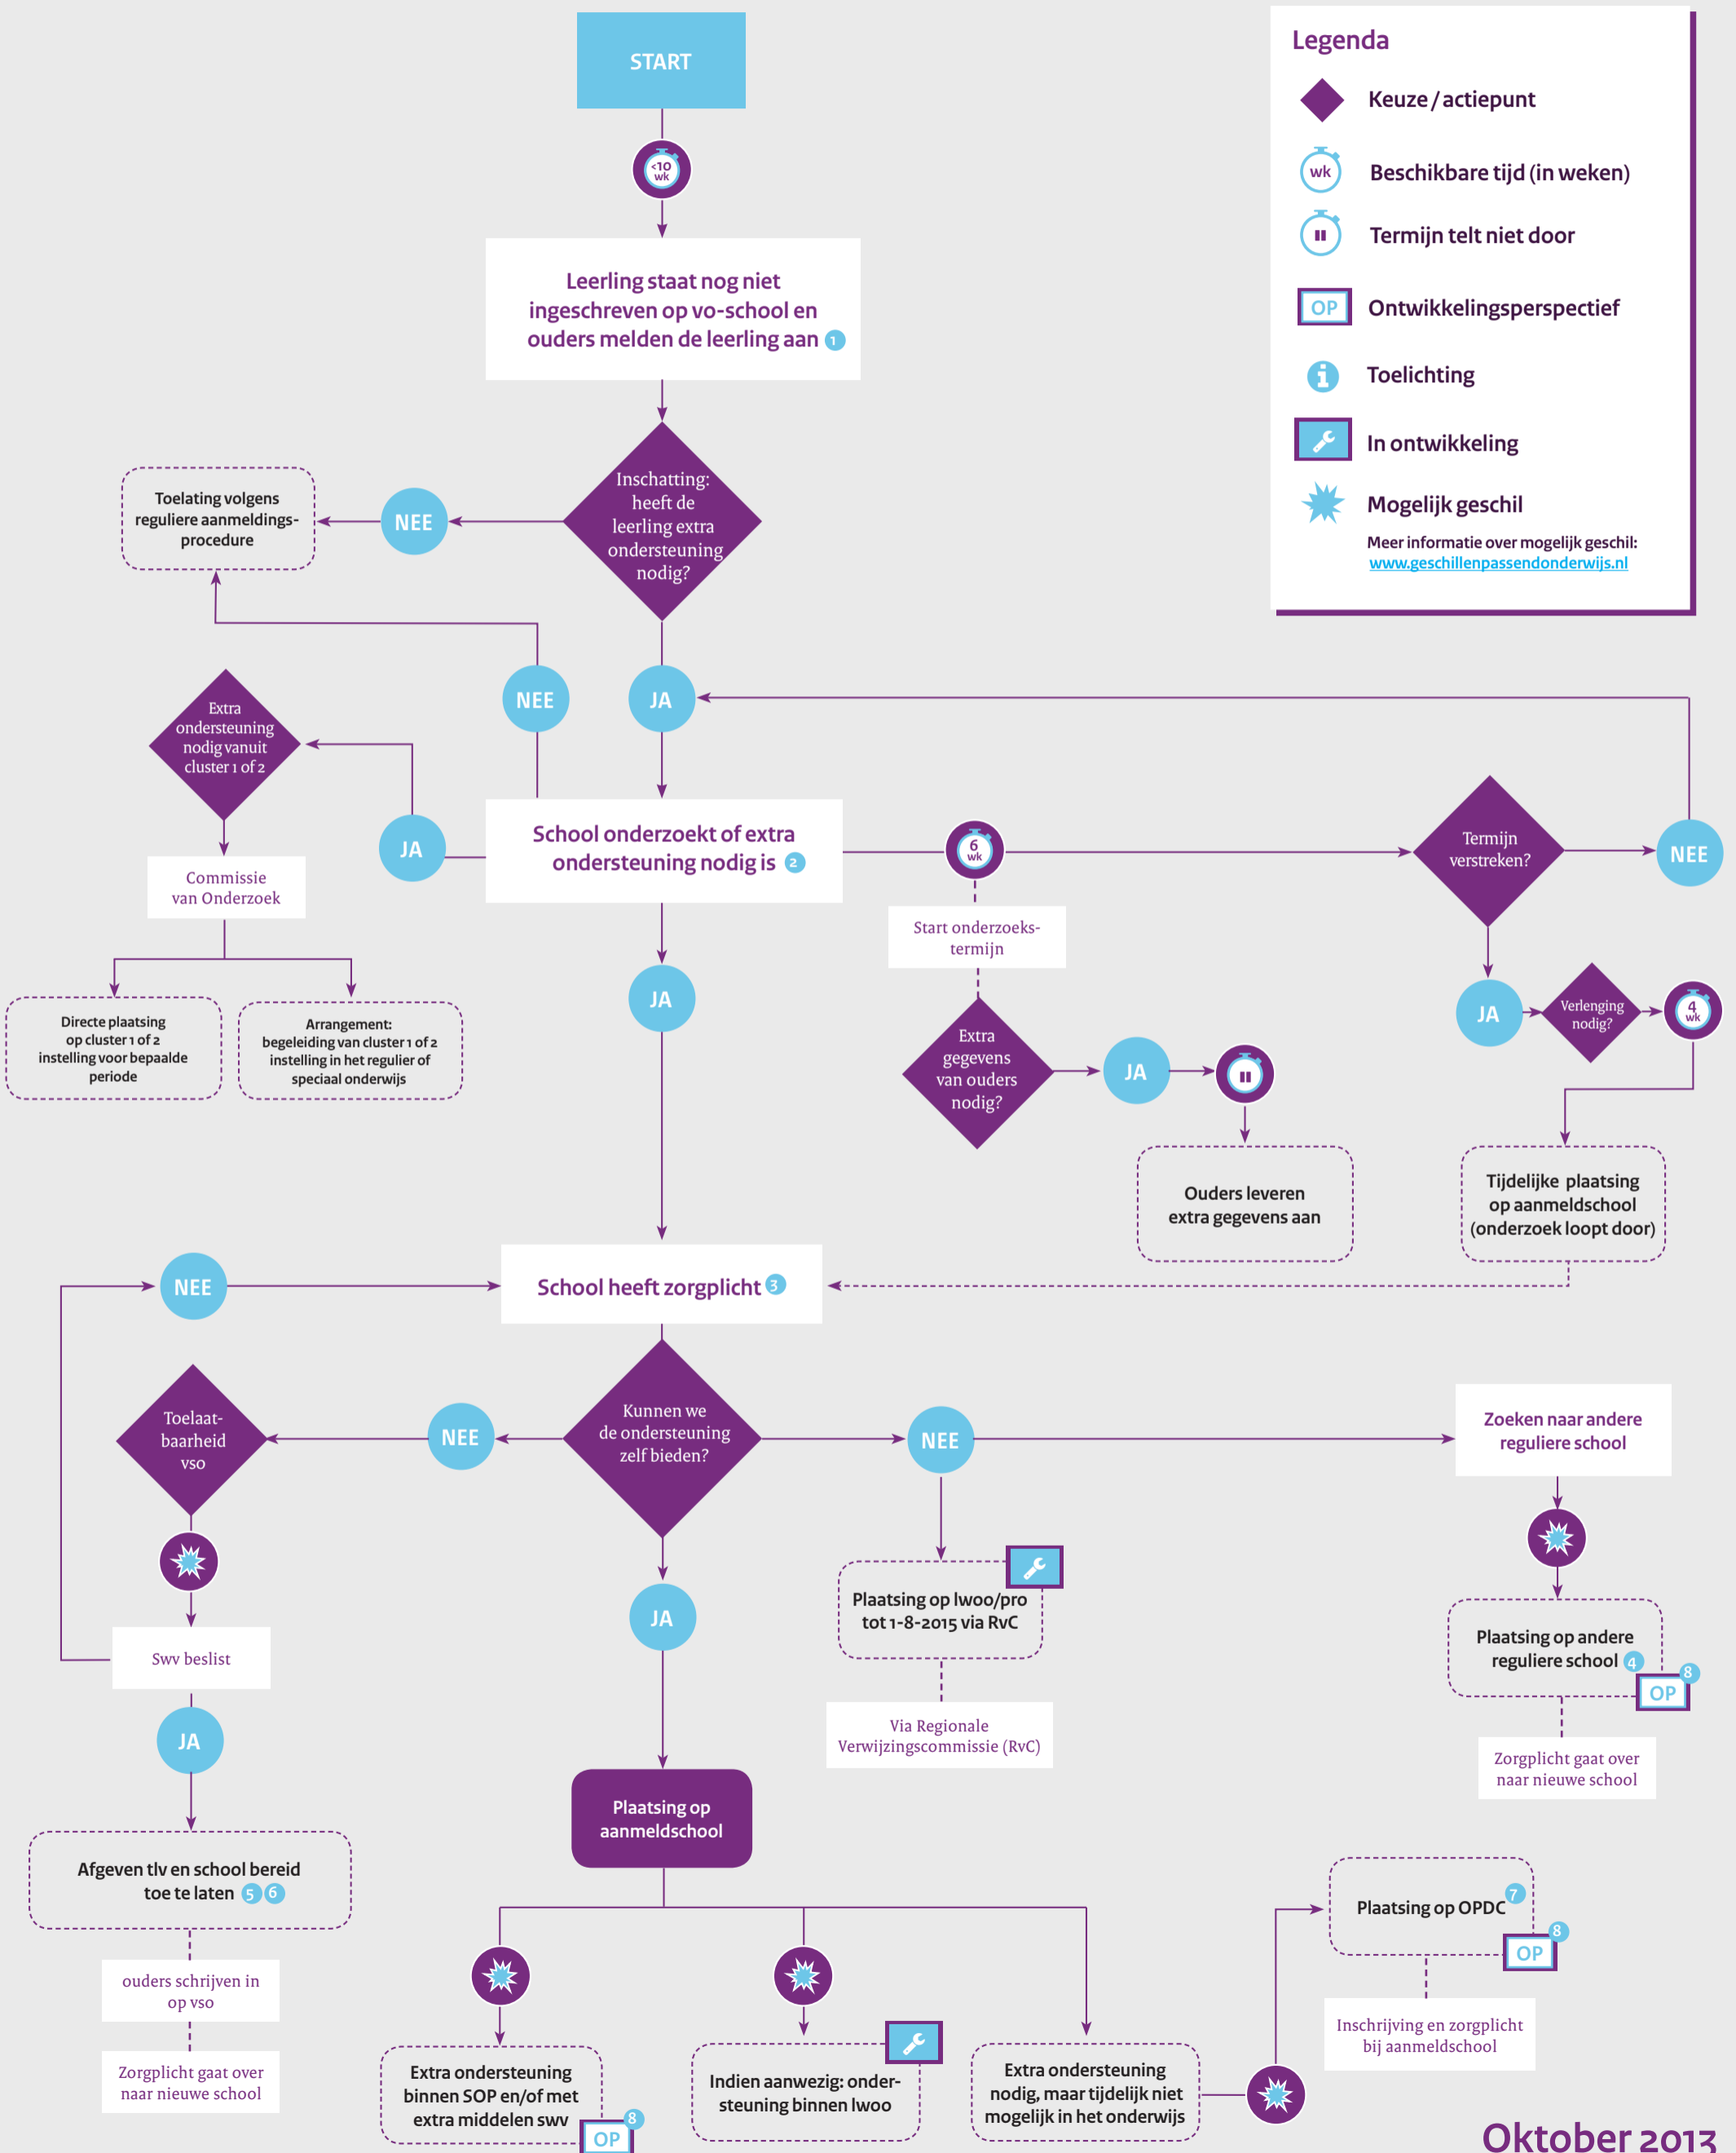 START
<10
wk
Leerling staat nog niet
ingeschreven op vo-school en
ouders melden de leerling aan 1
Inschatting:
heeft de
leerling extra
ondersteuning
nodig?
NEE
Toelating volgens
reguliere aanmeldings-
procedure
Legenda
Keuze / actiepunt
wk
Beschikbare tijd (in weken)
Termijn telt niet door
OP
Ontwikkelingsperspectief
i
Toelichting
In ontwikkeling
Mogelijk geschil
Meer informatie over mogelijk geschil:
www.geschillenpassendonderwijs.nl
NEE
JA
Extra
ondersteuning
nodig vanuit
cluster 1 of 2
JA
School onderzoekt of extra
ondersteuning nodig is 2
6
wk
Termijn
verstreken?
NEE
Commissie
van Onderzoek
Start onderzoeks-
termijn
Directe plaatsing
op cluster 1 of 2
instelling voor bepaalde
periode
Arrangement:
begeleiding van cluster 1 of 2
instelling in het regulier of
speciaal onderwijs
JA
Extra
gegevens
van ouders
nodig?
JA
JA
Verlenging
nodig?
4
wk
Ouders leveren
extra gegevens aan
Tijdelijke plaatsing
op aanmeldschool
(onderzoek loopt door)
NEE
School heeft zorgplicht 3
Toelaat-
baarheid
vso
NEE
Kunnen we
de ondersteuning
zelf bieden?
NEE
Zoeken naar andere
reguliere school
Swv beslist
JA
Plaatsing op lwoo/pro
tot 1-8-2015 via RvC
Plaatsing op andere
reguliere school 4
8
OP
JA
Via Regionale
Verwijzingscommissie (RvC)
Zorgplicht gaat over
naar nieuwe school
Plaatsing op
aanmeldschool
Afgeven tlv en school bereid
toe te laten 5 6
Plaatsing op OPDC 7
8
OP
ouders schrijven in
op vso
Inschrijving en zorgplicht
bij aanmeldschool
Zorgplicht gaat over
naar nieuwe school
Extra ondersteuning
binnen SOP en/of met
extra middelen swv
8
OP
Indien aanwezig: onder-
steuning binnen lwoo
Extra ondersteuning
nodig, maar tijdelijk niet
mogelijk in het onderwijs
Oktober 2013